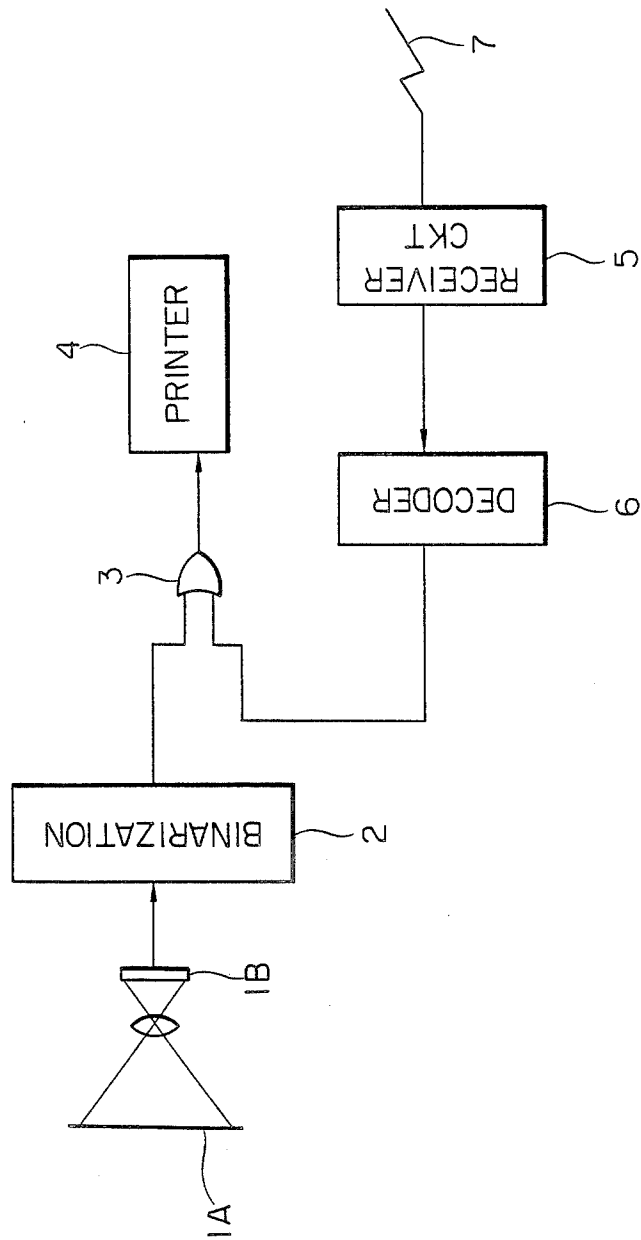 1A
1B
BINARIZATION
2
3
PRINTER
4
DECODER
6
RECEIVER
CKT
5
7